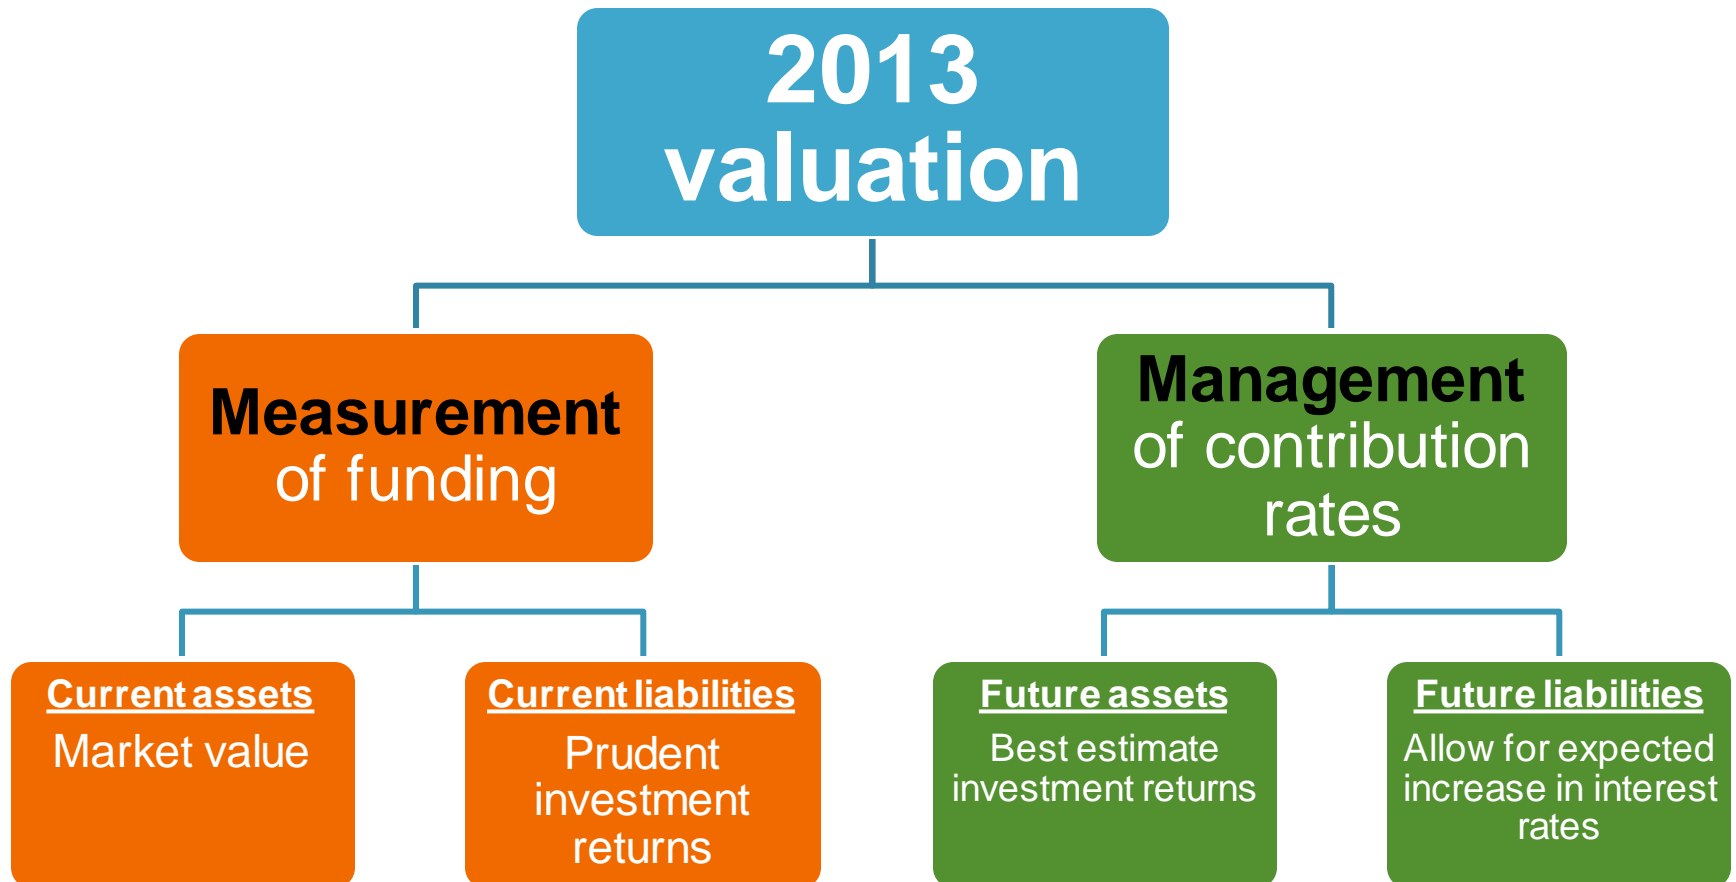 2013
valuation
Measurement
of funding
Management
of contribution
rates
Current assets
Market value
Current liabilities
Prudent
investment
returns
Future assets
Best estimate
investment returns
Future liabilities
Allow for expected
increase in interest
rates